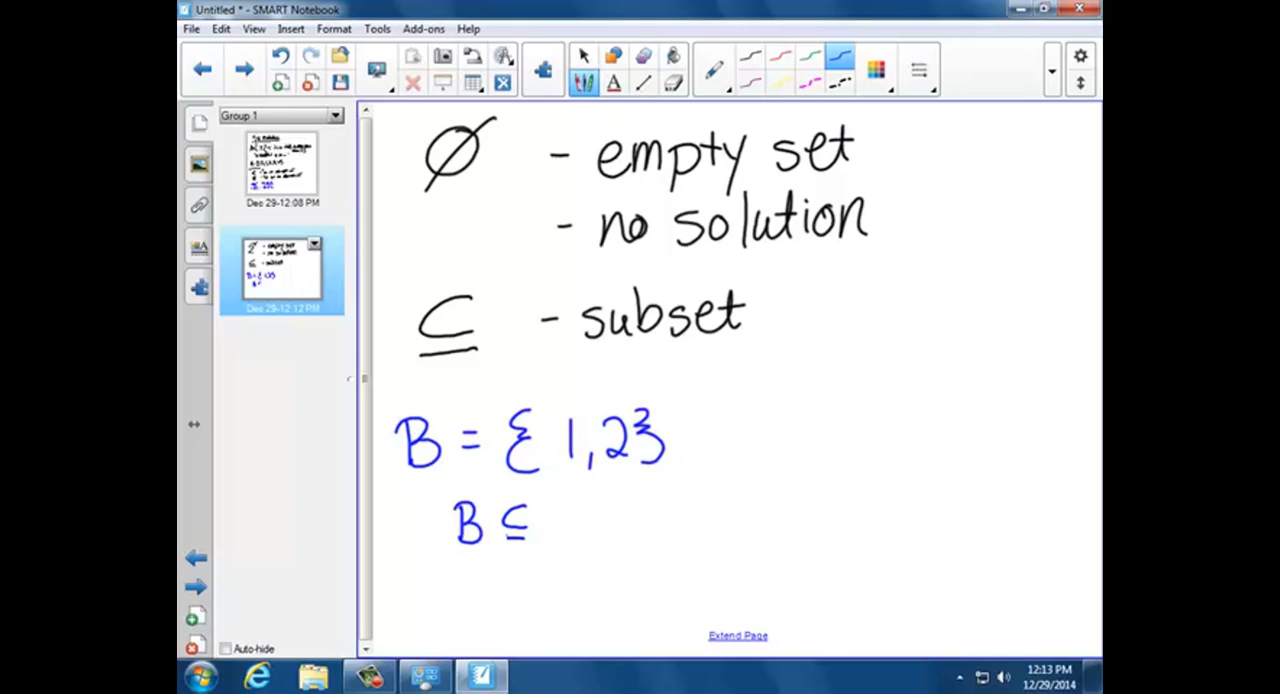 Untitled * - SMART Notebook
File Edit View Insert Format Tools Add-ons Help
Group 1
Dec 29-12:08 PM
Dec 29-12:12 PM
∅ - empty set
- no solution
⊆ - subset
B = { 1,2}
B ⊆
Extend Page
Auto-hide
12:13 PM
12/29/2014